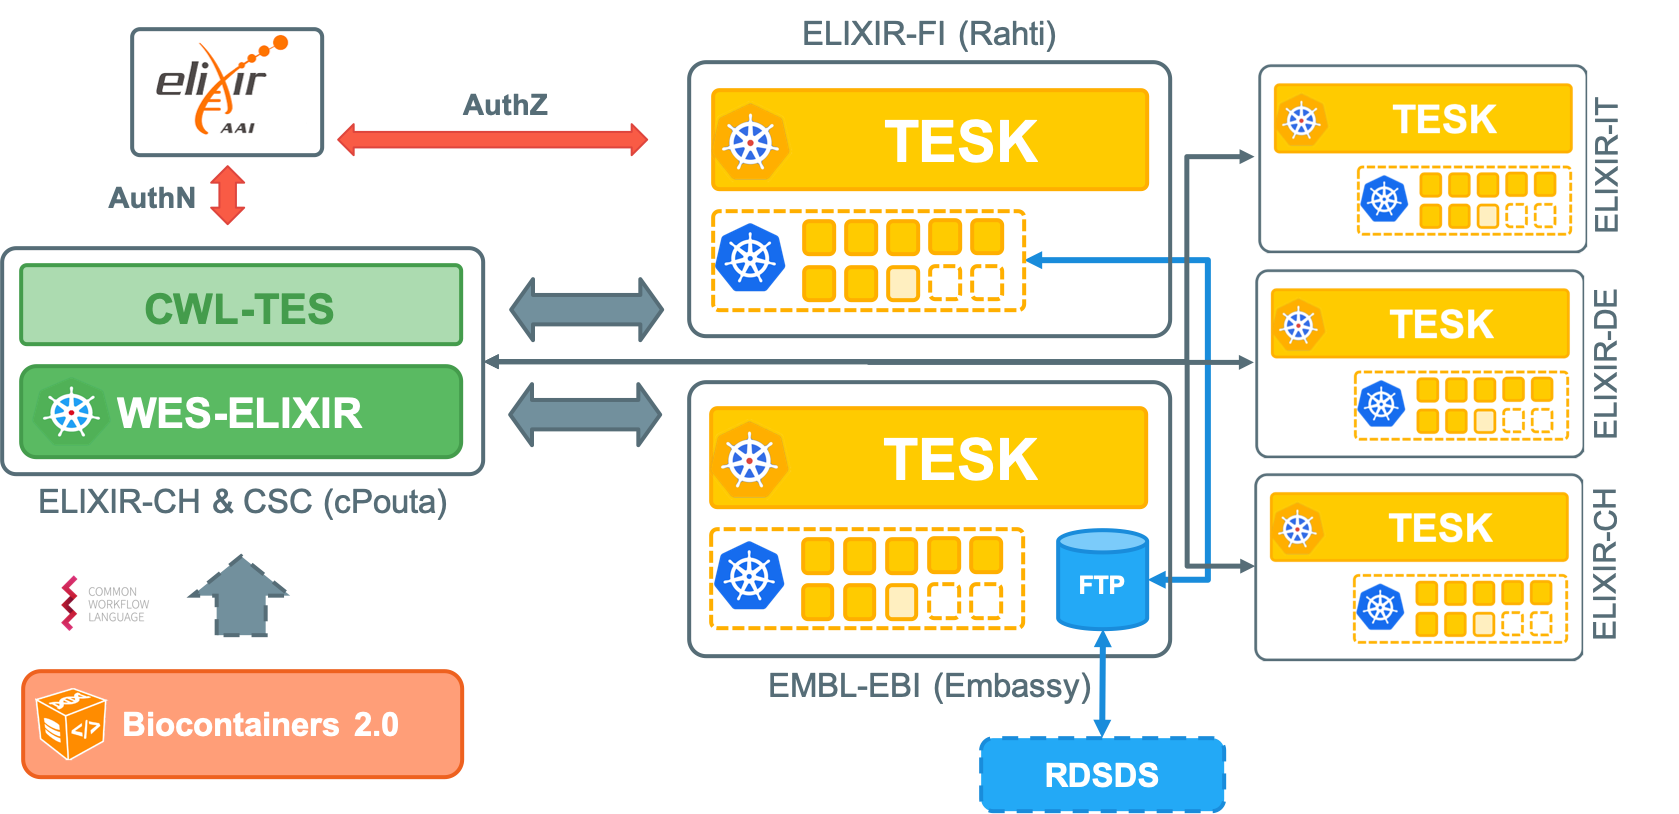 elixir
AAI
AuthZ
AuthN
CWL-TES
WES-ELIXIR
ELIXIR-CH & CSC (cPouta)
COMMON
WORKFLOW
LANGUAGE
</>
Biocontainers 2.0
ELIXIR-FI (Rahti)
TESK
TESK
FTP
EMBL-EBI (Embassy)
RDSDS
TESK
ELIXIR-IT
TESK
ELIXIR-DE
TESK
ELIXIR-CH